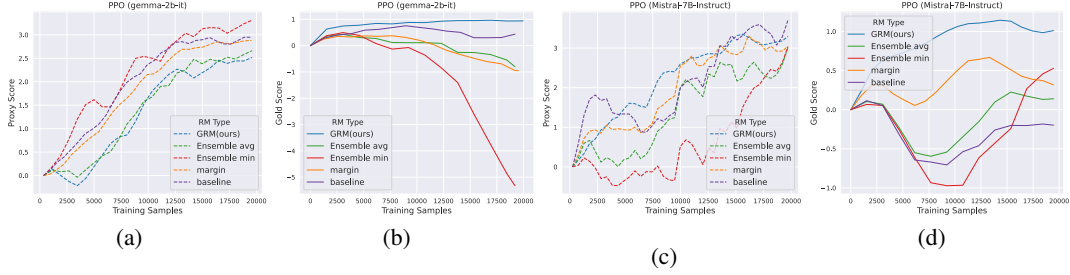 PPO (gemma-2b-it)
Proxy Score
3.0
2.5
2.0
1.5
1.0
0.5
0.0
RM Type
GRM(ours)
Ensemble avg
Ensemble min
margin
baseline
0 2500 5000 7500 10000 12500 15000 17500 20000
Training Samples
(a)
PPO (gemma-2b-it)
Gold Score
1
0
−1
−2
−3
−4
−5
RM Type
GRM(ours)
Ensemble avg
Ensemble min
margin
baseline
0 2500 5000 7500 10000 12500 15000 17500 20000
Training Samples
(b)
PPO (Mistral-7B-Instruct)
Proxy Score
3
2
1
0
RM Type
GRM(ours)
Ensemble avg
Ensemble min
margin
baseline
0 2500 5000 7500 10000 12500 15000 17500 20000
Training Samples
(c)
PPO (Mistral-7B-Instruct)
Gold Score
1.0
0.5
0.0
−0.5
−1.0
RM Type
GRM(ours)
Ensemble avg
Ensemble min
margin
baseline
0 2500 5000 7500 10000 12500 15000 17500 20000
Training Samples
(d)